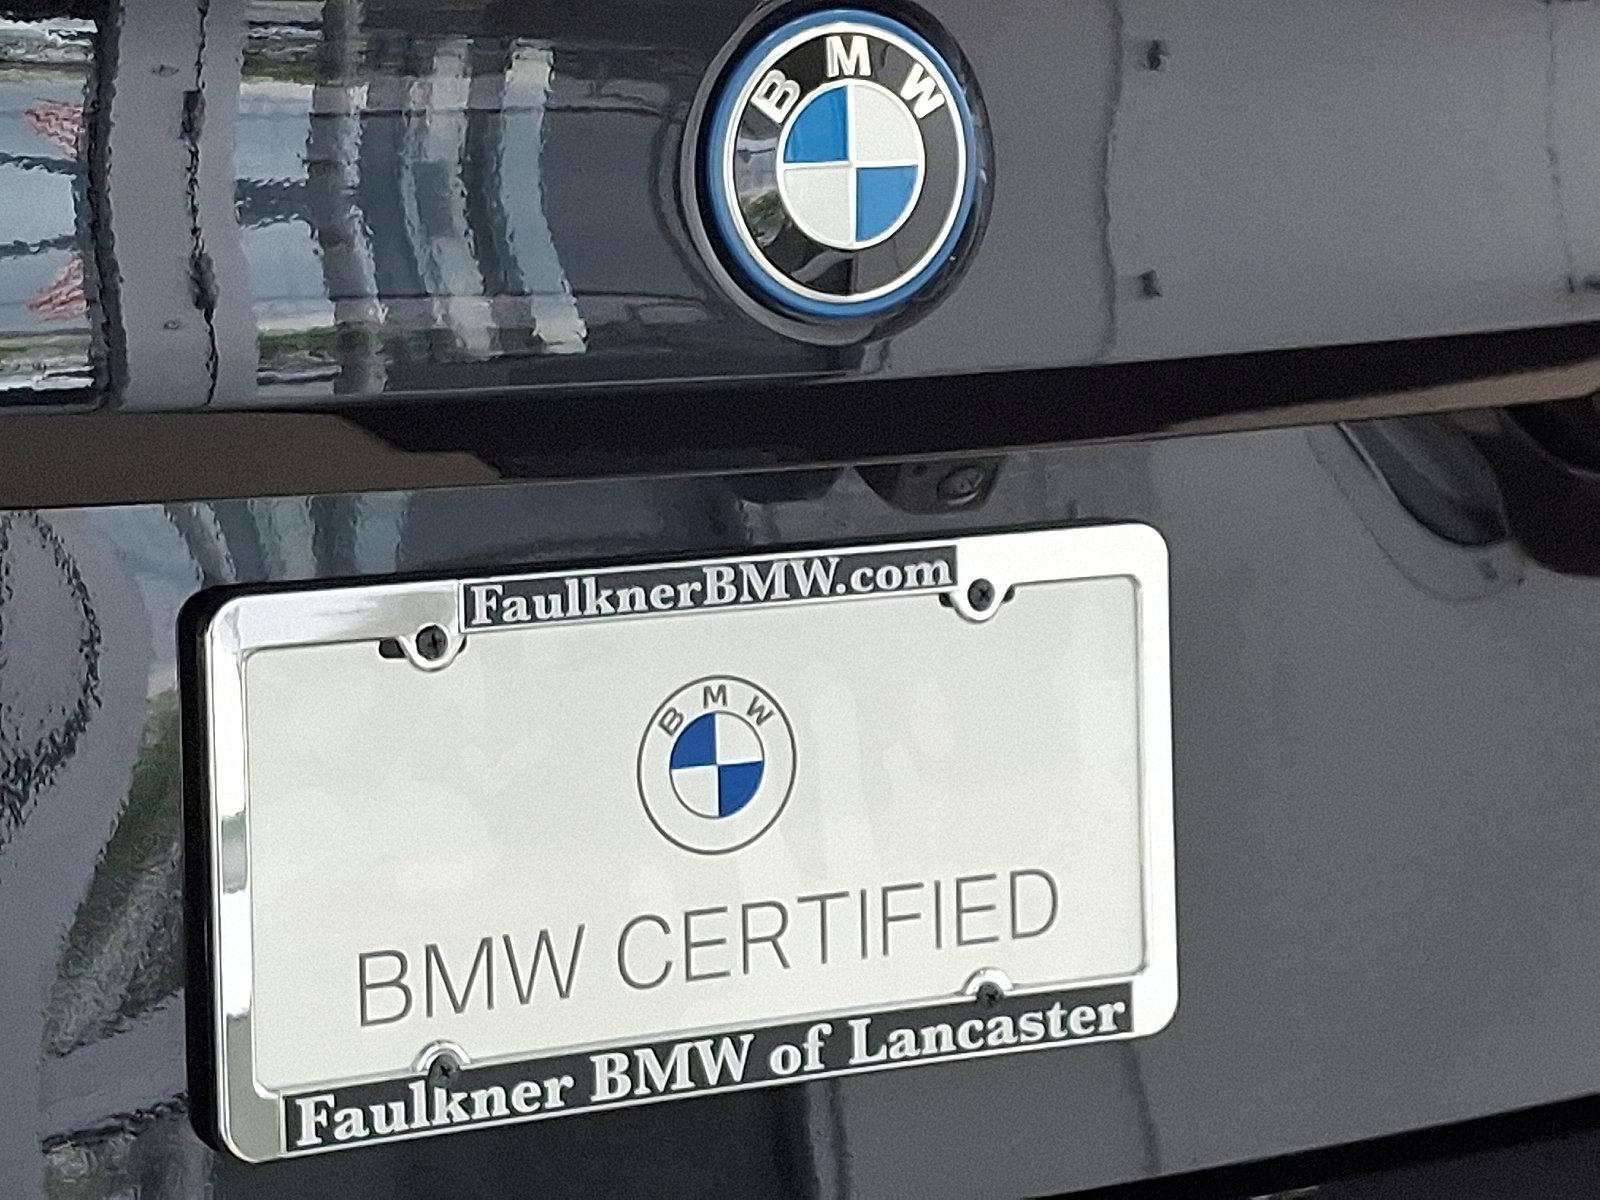 BMW
FaulknerBMW.com
BMW
BMW CERTIFIED
Faulkner BMW of Lancaster